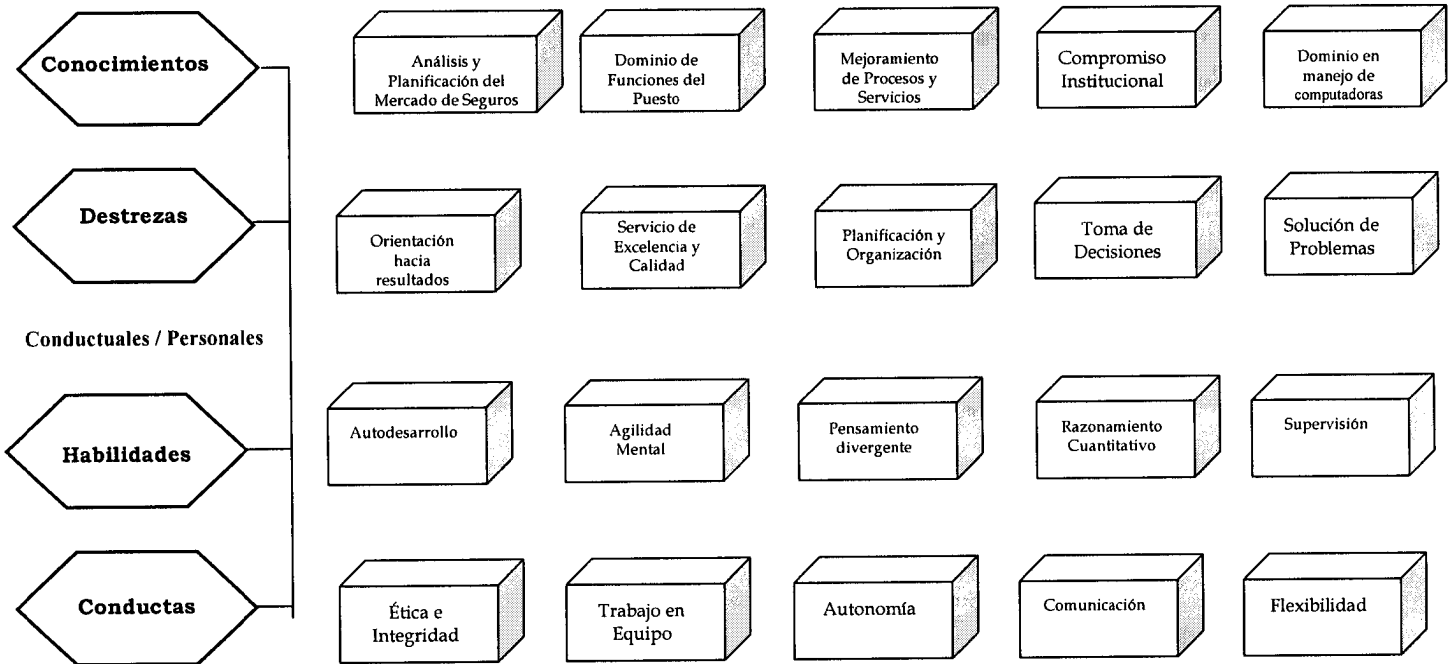 Conocimientos
Análisis y
Planificación del
Mercado de Seguros
Dominio de
Funciones del
Puesto
Mejoramiento
de Procesos y
Servicios
Compromiso
Institucional
Dominio en
manejo de
computadoras
Destrezas
Orientación
hacia
resultados
Servicio de
Excelencia y
Calidad
Planificación y
Organización
Toma de
Decisiones
Solución de
Problemas
Conductuales / Personales
Habilidades
Autodesarrollo
Agilidad
Mental
Pensamiento
divergente
Razonamiento
Cuantitativo
Supervisión
Conductas
Ética e
Integridad
Trabajo en
Equipo
Autonomía
Comunicación
Flexibilidad